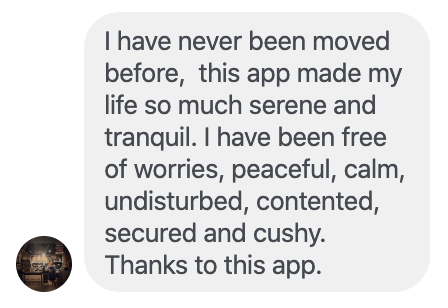 I have never been moved
before,  this app made my
life so much serene and
tranquil. I have been free
of worries, peaceful, calm,
undisturbed, contented,
secured and cushy.
Thanks to this app.